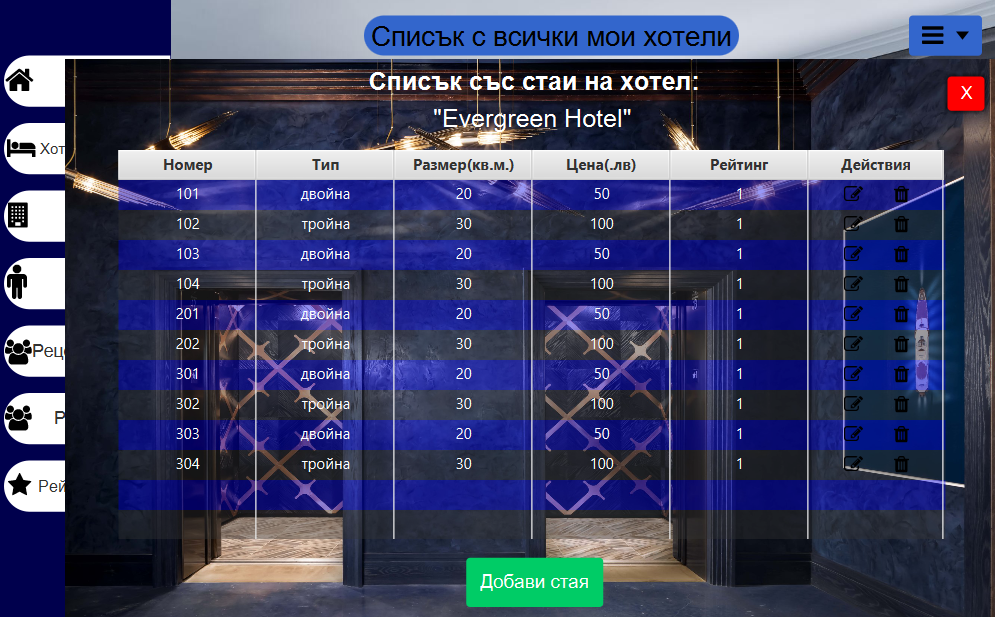 Списък с всички мои хотели
Списък със стаи на хотел:
X
"Evergreen Hotel"
Хот
Номер Тип Размер(кв.м.) Цена(.лв) Рейтинг Действия
101 двойна 20 50 1
102 тройна 30 100 1
103 двойна 20 50 1
104 тройна 30 100 1
201 двойна 20 50 1
202 тройна 30 100 1
Рец
301 двойна 20 50 1
302 тройна 30 100 1
Р
303 двойна 20 50 1
304 тройна 30 100 1
Рей
Добави стая